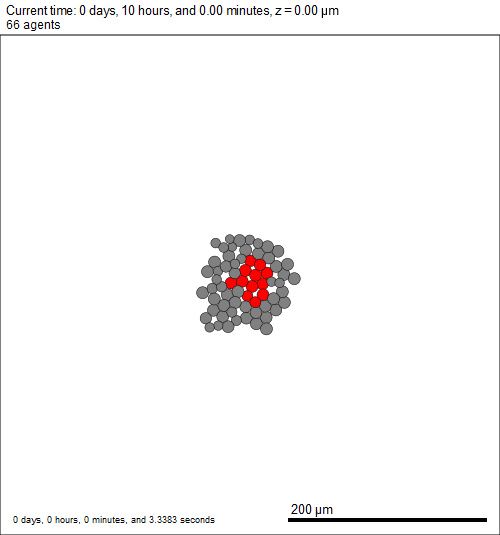 Current time: 0 days, 10 hours, and 0.00 minutes, z = 0.00 μm
66 agents
200 μm
0 days, 0 hours, 0 minutes, and 3.3383 seconds